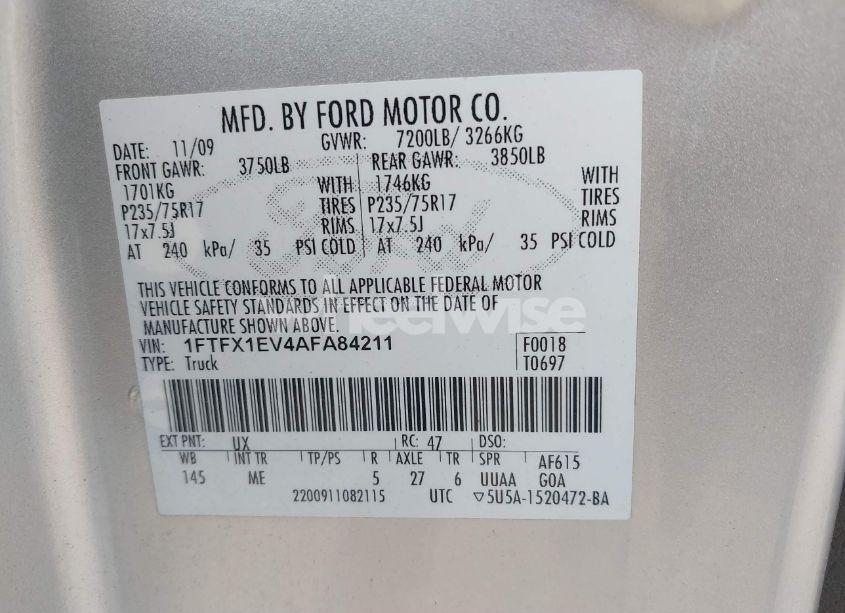 MFD. BY FORD MOTOR CO.
DATE: 11/09 GVWR: 7200LB/ 3266KG
FRONT GAWR: 3750LB REAR GAWR: 3850LB
1701KG WITH 1746KG WITH
P235/75R17 TIRES P235/75R17 TIRES
17x7.5J RIMS 17x7.5J RIMS
AT 240 kPa/ 35 PSI COLD AT 240 kPa/ 35 PSI COLD
THIS VEHICLE CONFORMS TO ALL APPLICABLE FEDERAL MOTOR
VEHICLE SAFETY STANDARDS IN EFFECT ON THE DATE OF
MANUFACTURE SHOWN ABOVE.
VIN: 1FTFX1EV4AFA84211 F0018
TYPE: Truck T0697
EXT PNT: UX RC: 47 DSO:
WB INT TR TP/PS R AXLE TR SPR AF615
145 ME 5 27 6 UUAA GOA
2200911082115 UTC ▽5U5A-1520472-BA